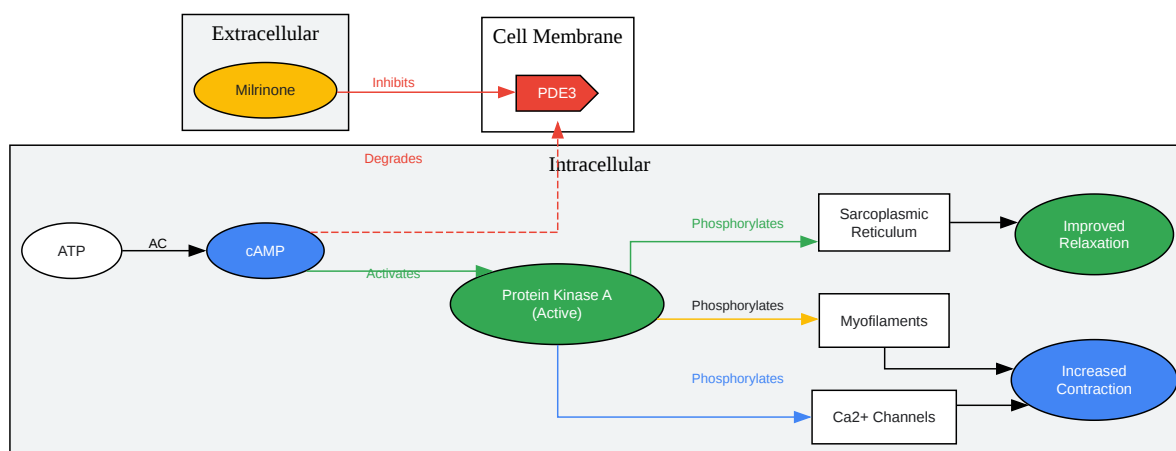 Extracellular
Cell Membrane
Milrinone
Inhibits
PDE3
Degrades
Intracellular
ATP
AC
cAMP
Activates
Protein Kinase A
(Active)
Phosphorylates
Sarcoplasmic
Reticulum
Improved
Relaxation
Phosphorylates
Myofilaments
Phosphorylates
Ca2+ Channels
Increased
Contraction